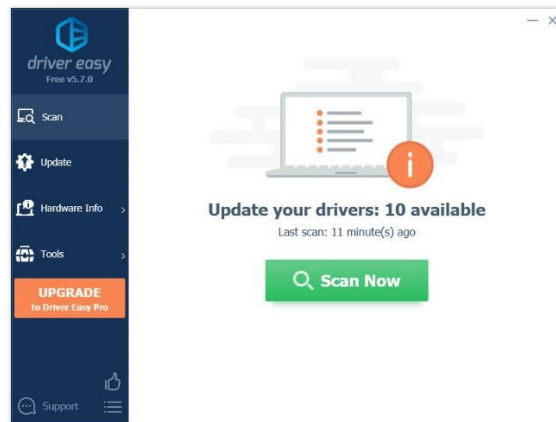 driver easy
Free v5.7.0
Scan
Update
Hardware Info
Tools
UPGRADE
to Driver Easy Pro
Support
Update your drivers: 10 available
Last scan: 11 minute(s) ago
Scan Now